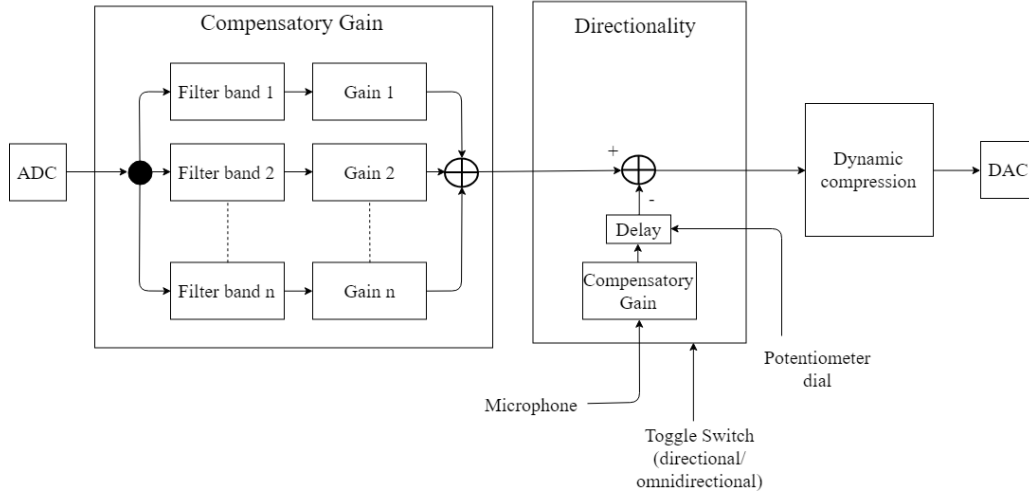 Compensatory Gain
Directionality
Filter band 1
Gain 1
ADC
Filter band 2
Gain 2
+
Dynamic
compression
DAC
-
Delay
Filter band n
Gain n
Compensatory
Gain
Potentiometer
dial
Microphone
Toggle Switch
(directional/
omnidirectional)